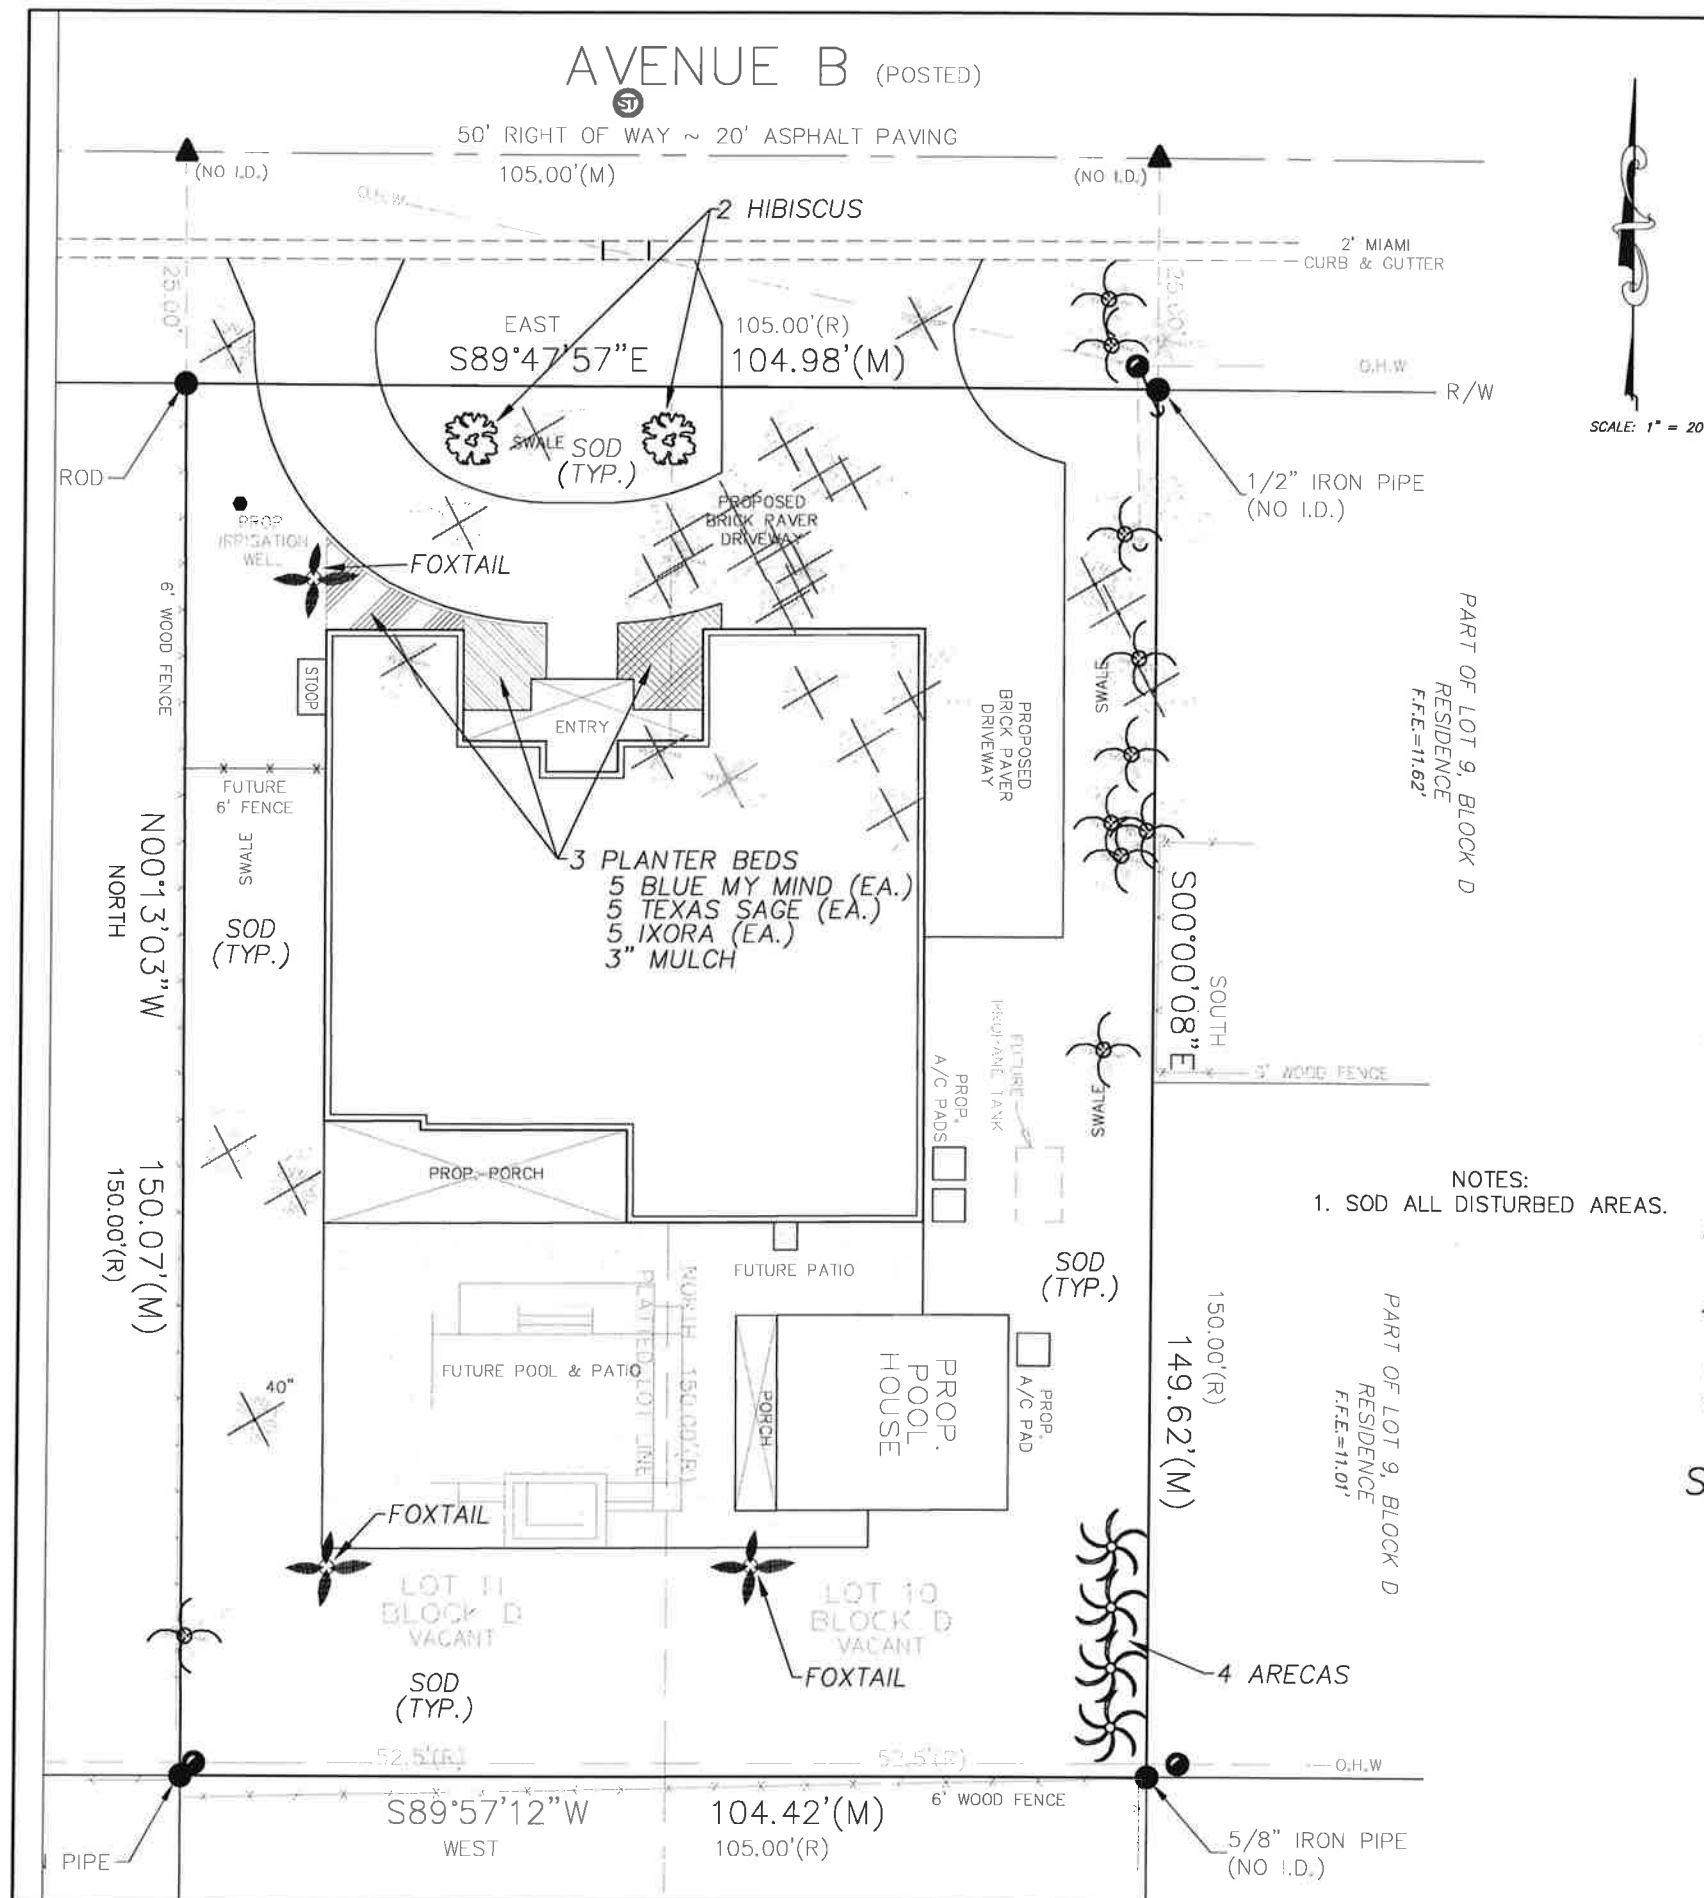 AVENUE B (POSTED)
ST
50' RIGHT OF WAY ~ 20' ASPHALT PAVING
(NO I.D.)
105.00'(M)
(NO I.D.)
O.H.W
2 HIBISCUS
2' MIAMI
CURB & GUTTER
25.00'
25.00'
EAST
105.00'(R)
S89°47'57"E
104.98'(M)
O.H.W
R/W
SCALE: 1" = 20
SWALE
SOD
(TYP.)
ROD
1/2" IRON PIPE
(NO I.D.)
PROP
IRRIGATION
WELL
PROPOSED
BRICK PAVER
DRIVEWAY
FOXTAIL
6' WOOD FENCE
STOOP
ENTRY
SWALE
PROPOSED
BRICK PAVER
DRIVEWAY
PART OF LOT 9, BLOCK D
RESIDENCE
F.F.E.=11.62'
FUTURE
6' FENCE
SWALE
3 PLANTER BEDS
5 BLUE MY MIND (EA.)
5 TEXAS SAGE (EA.)
5 IXORA (EA.)
3" MULCH
N00°13'03"W
NORTH
SOD
(TYP.)
S00°00'08"E
SOUTH
FUTURE
PROPANE TANK
PROP.
A/C PADS
SWALE
6' WOOD FENCE
150.07'(M)
150.00'(R)
PROP. PORCH
NOTES:
1. SOD ALL DISTURBED AREAS.
FUTURE PATIO
SOD
(TYP.)
NORTH 150.00'(R)
PLATTED LOT LINE
FUTURE POOL & PATIO
40"
PORCH
PROP.
POOL
HOUSE
PROP.
A/C PAD
150.00'(R)
149.62'(M)
PART OF LOT 9, BLOCK D
RESIDENCE
F.F.E.=11.01'
S
FOXTAIL
LOT 11
BLOCK D
VACANT
LOT 10
BLOCK D
VACANT
FOXTAIL
4 ARECAS
SOD
(TYP.)
52.5'(R)
52.5'(R)
O.H.W
S89°57'12"W
104.42'(M)
6' WOOD FENCE
WEST
105.00'(R)
PIPE
5/8" IRON PIPE
(NO I.D.)